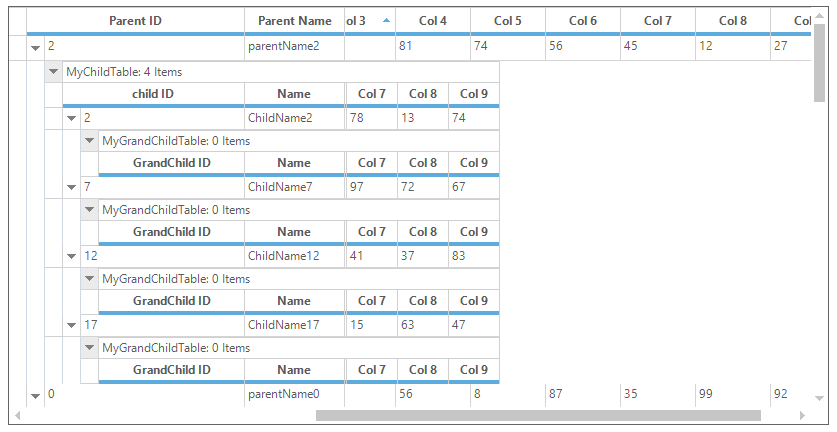 Parent ID Parent Name ol 3 Col 4 Col 5 Col 6 Col 7 Col 8 Col
2 parentName2 81 74 56 45 12 27
MyChildTable: 4 Items
child ID Name Col 7 Col 8 Col 9
2 ChildName2 78 13 74
MyGrandChildTable: 0 Items
GrandChild ID Name Col 7 Col 8 Col 9
7 ChildName7 97 72 67
MyGrandChildTable: 0 Items
GrandChild ID Name Col 7 Col 8 Col 9
12 ChildName12 41 37 83
MyGrandChildTable: 0 Items
GrandChild ID Name Col 7 Col 8 Col 9
17 ChildName17 15 63 47
MyGrandChildTable: 0 Items
GrandChild ID Name Col 7 Col 8 Col 9
0 parentName0 56 8 87 35 99 92